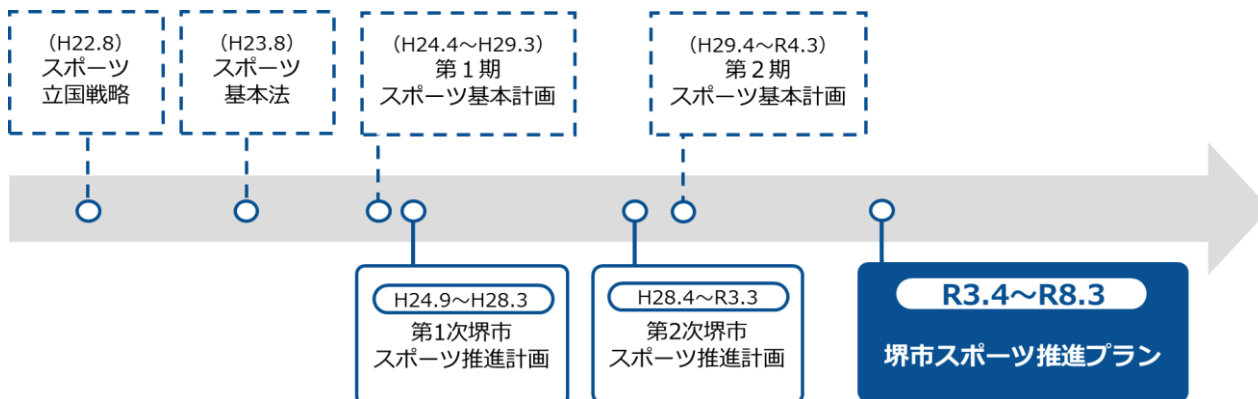 （H22.8）
スポーツ
立国戦略
（H23.8）
スポーツ
基本法
（H24.4～H29.3）
第１期
スポーツ基本計画
（H29.4～R4.3）
第２期
スポーツ基本計画
H24.9～H28.3
第1次堺市
スポーツ推進計画
H28.4～R3.3
第2次堺市
スポーツ推進計画
R3.4～R8.3
堺市スポーツ推進プラン